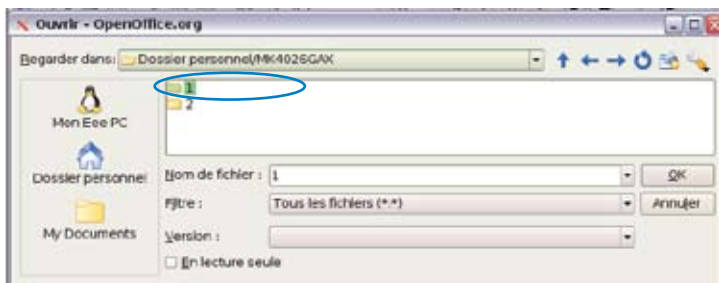 Ouvrir - OpenOffice.org
Regarder dans: Dossier personnel/MK4026GAX
1
2
Mon Eee PC
Dossier personnel
My Documents
Nom de fichier : 1
OK
Filtre : Tous les fichiers (*.*)
Annuler
Version :
En lecture seule